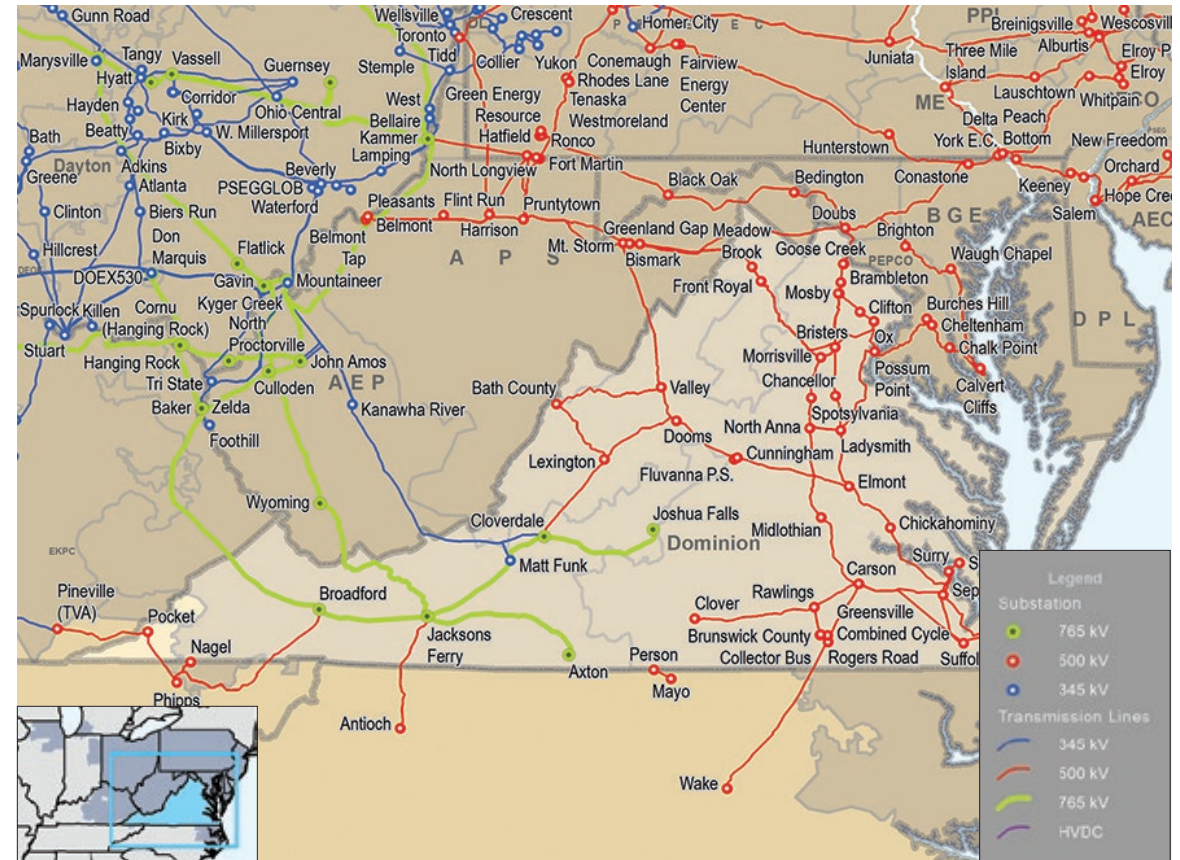 Gunn Road
Wellsville
Crescent
Toronto
DL
Homer City
P
E C
PPL
Breinigsville
Wescosvill
Marysville
Tangy
Vassell
Hyatt
Guernsey
Tidd
Stemple
Collier
Yukon
Conemaugh
Fairview
Energy
Center
Juniata
Three Mile
Island
Alburtis
Elroy P
Elroy
Hayden
Corridor
Ohio Central
West
Bellaire
Green Energy
Resource
Rhodes Lane
Tenaska
Westmoreland
Lauschtown
Whitpain
ME
CO
Bath
Beatty
Kirk
W. Millersport
Kammer
Hatfield
Ronco
Delta
Peach
Bottom
PSEG
Dayton
Bixby
Lamping
Fort Martin
Hunterstown
York E.C.
New Freedom
Greene
Adkins
Beverly
North Longview
Black Oak
Bedington
Conastone
Orchard
Atlanta
PSEGGLOB
Waterford
Keeney
Salem
Hope Cree
Clinton
Biers Run
Pleasants
Flint Run
Pruntytown
Doubs
B G E
AEC
Belmont
Harrison
Greenland Gap
Meadow
Brook
Brighton
Hillcrest
Don
Marquis
Flatlick
Belmont
Tap
Mt. Storm
Bismark
Goose Creek
Waugh Chapel
A P S
PEPCO
DOEX530
Gavin
Mountaineer
Front Royal
Brambleton
Spurlock
Killen
Cornu
(Hanging Rock)
Kyger Creek
Mosby
Clifton
Burches Hill
Cheltenham
D P L
Stuart
North
Proctorville
Bristers
Ox
Chalk Point
Hanging Rock
John Amos
Morrisville
Possum
Point
Calvert
Cliffs
Tri State
Culloden
A E P
Bath County
Valley
Chancellor
Baker
Zelda
Kanawha River
Spotsylvania
Foothill
Dooms
North Anna
Ladysmith
Lexington
Fluvanna P.S.
Cunningham
Elmont
Wyoming
Cloverdale
Joshua Falls
Midlothian
Chickahominy
EKPC
Dominion
Matt Funk
Surry
S
Pineville
(TVA)
Broadford
Carson
Sep
Pocket
Rawlings
Clover
Greensville
Combined Cycle
Nagel
Jacksons
Ferry
Brunswick County
Collector Bus
Rogers Road
Suffol
Axton
Person
Mayo
Phipps
Antioch
Wake
Legend
Substation
765 kV
500 kV
345 kV
Transmission Lines
345 kV
500 kV
765 kV
HVDC